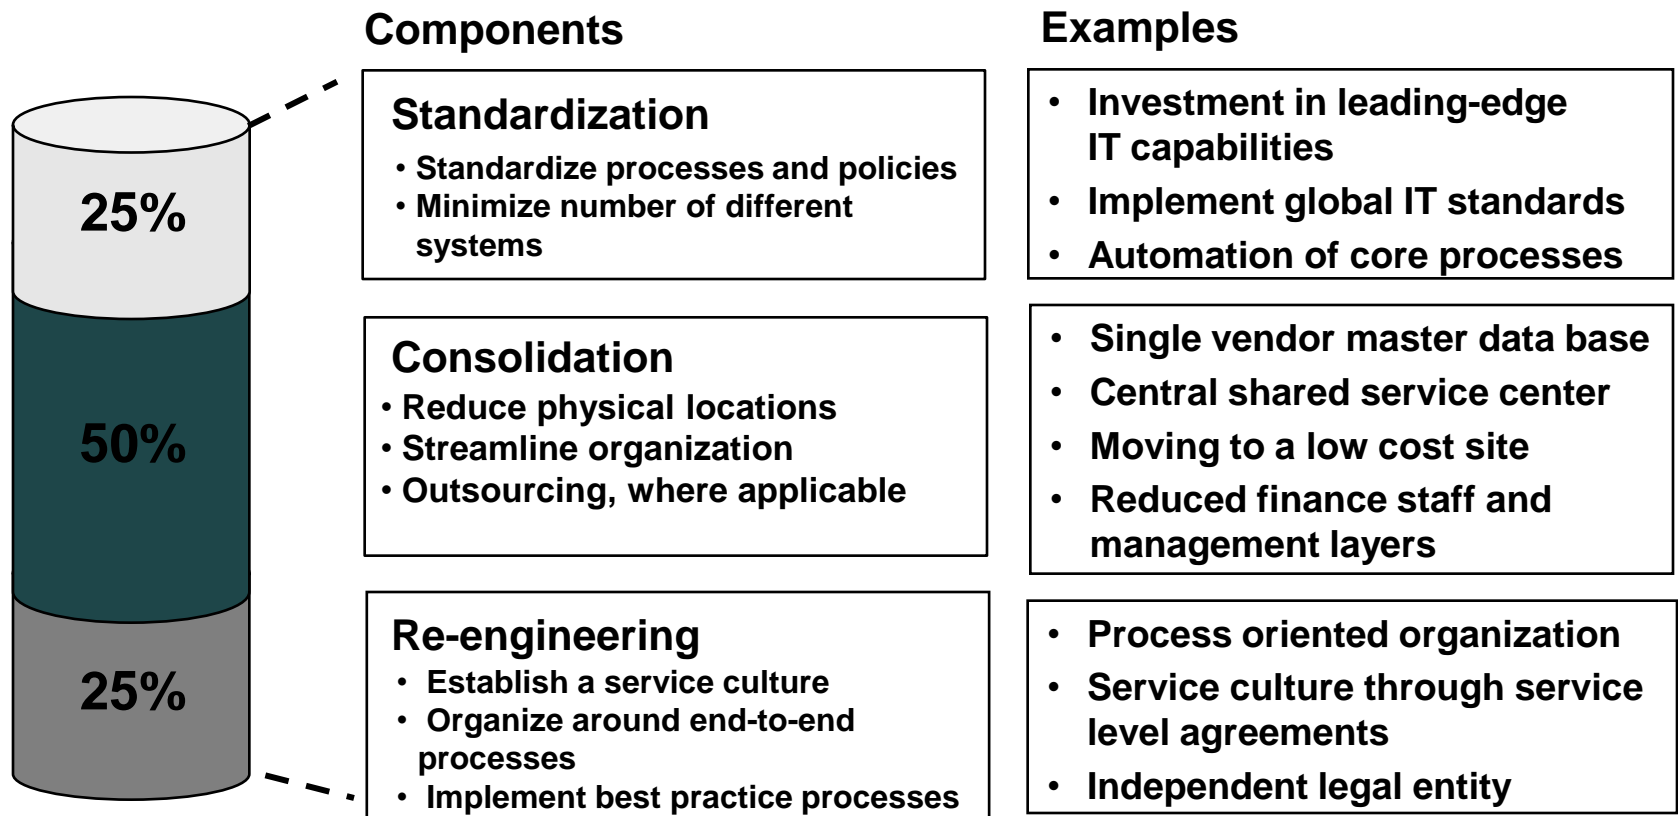 Components
Examples
25%
50%
25%
Standardization
• Standardize processes and policies
• Minimize number of different
systems
• Investment in leading-edge
IT capabilities
• Implement global IT standards
• Automation of core processes
Consolidation
• Reduce physical locations
• Streamline organization
• Outsourcing, where applicable
• Single vendor master data base
• Central shared service center
• Moving to a low cost site
• Reduced finance staff and
management layers
Re-engineering
• Establish a service culture
• Organize around end-to-end
processes
• Implement best practice processes
• Process oriented organization
• Service culture through service
level agreements
• Independent legal entity